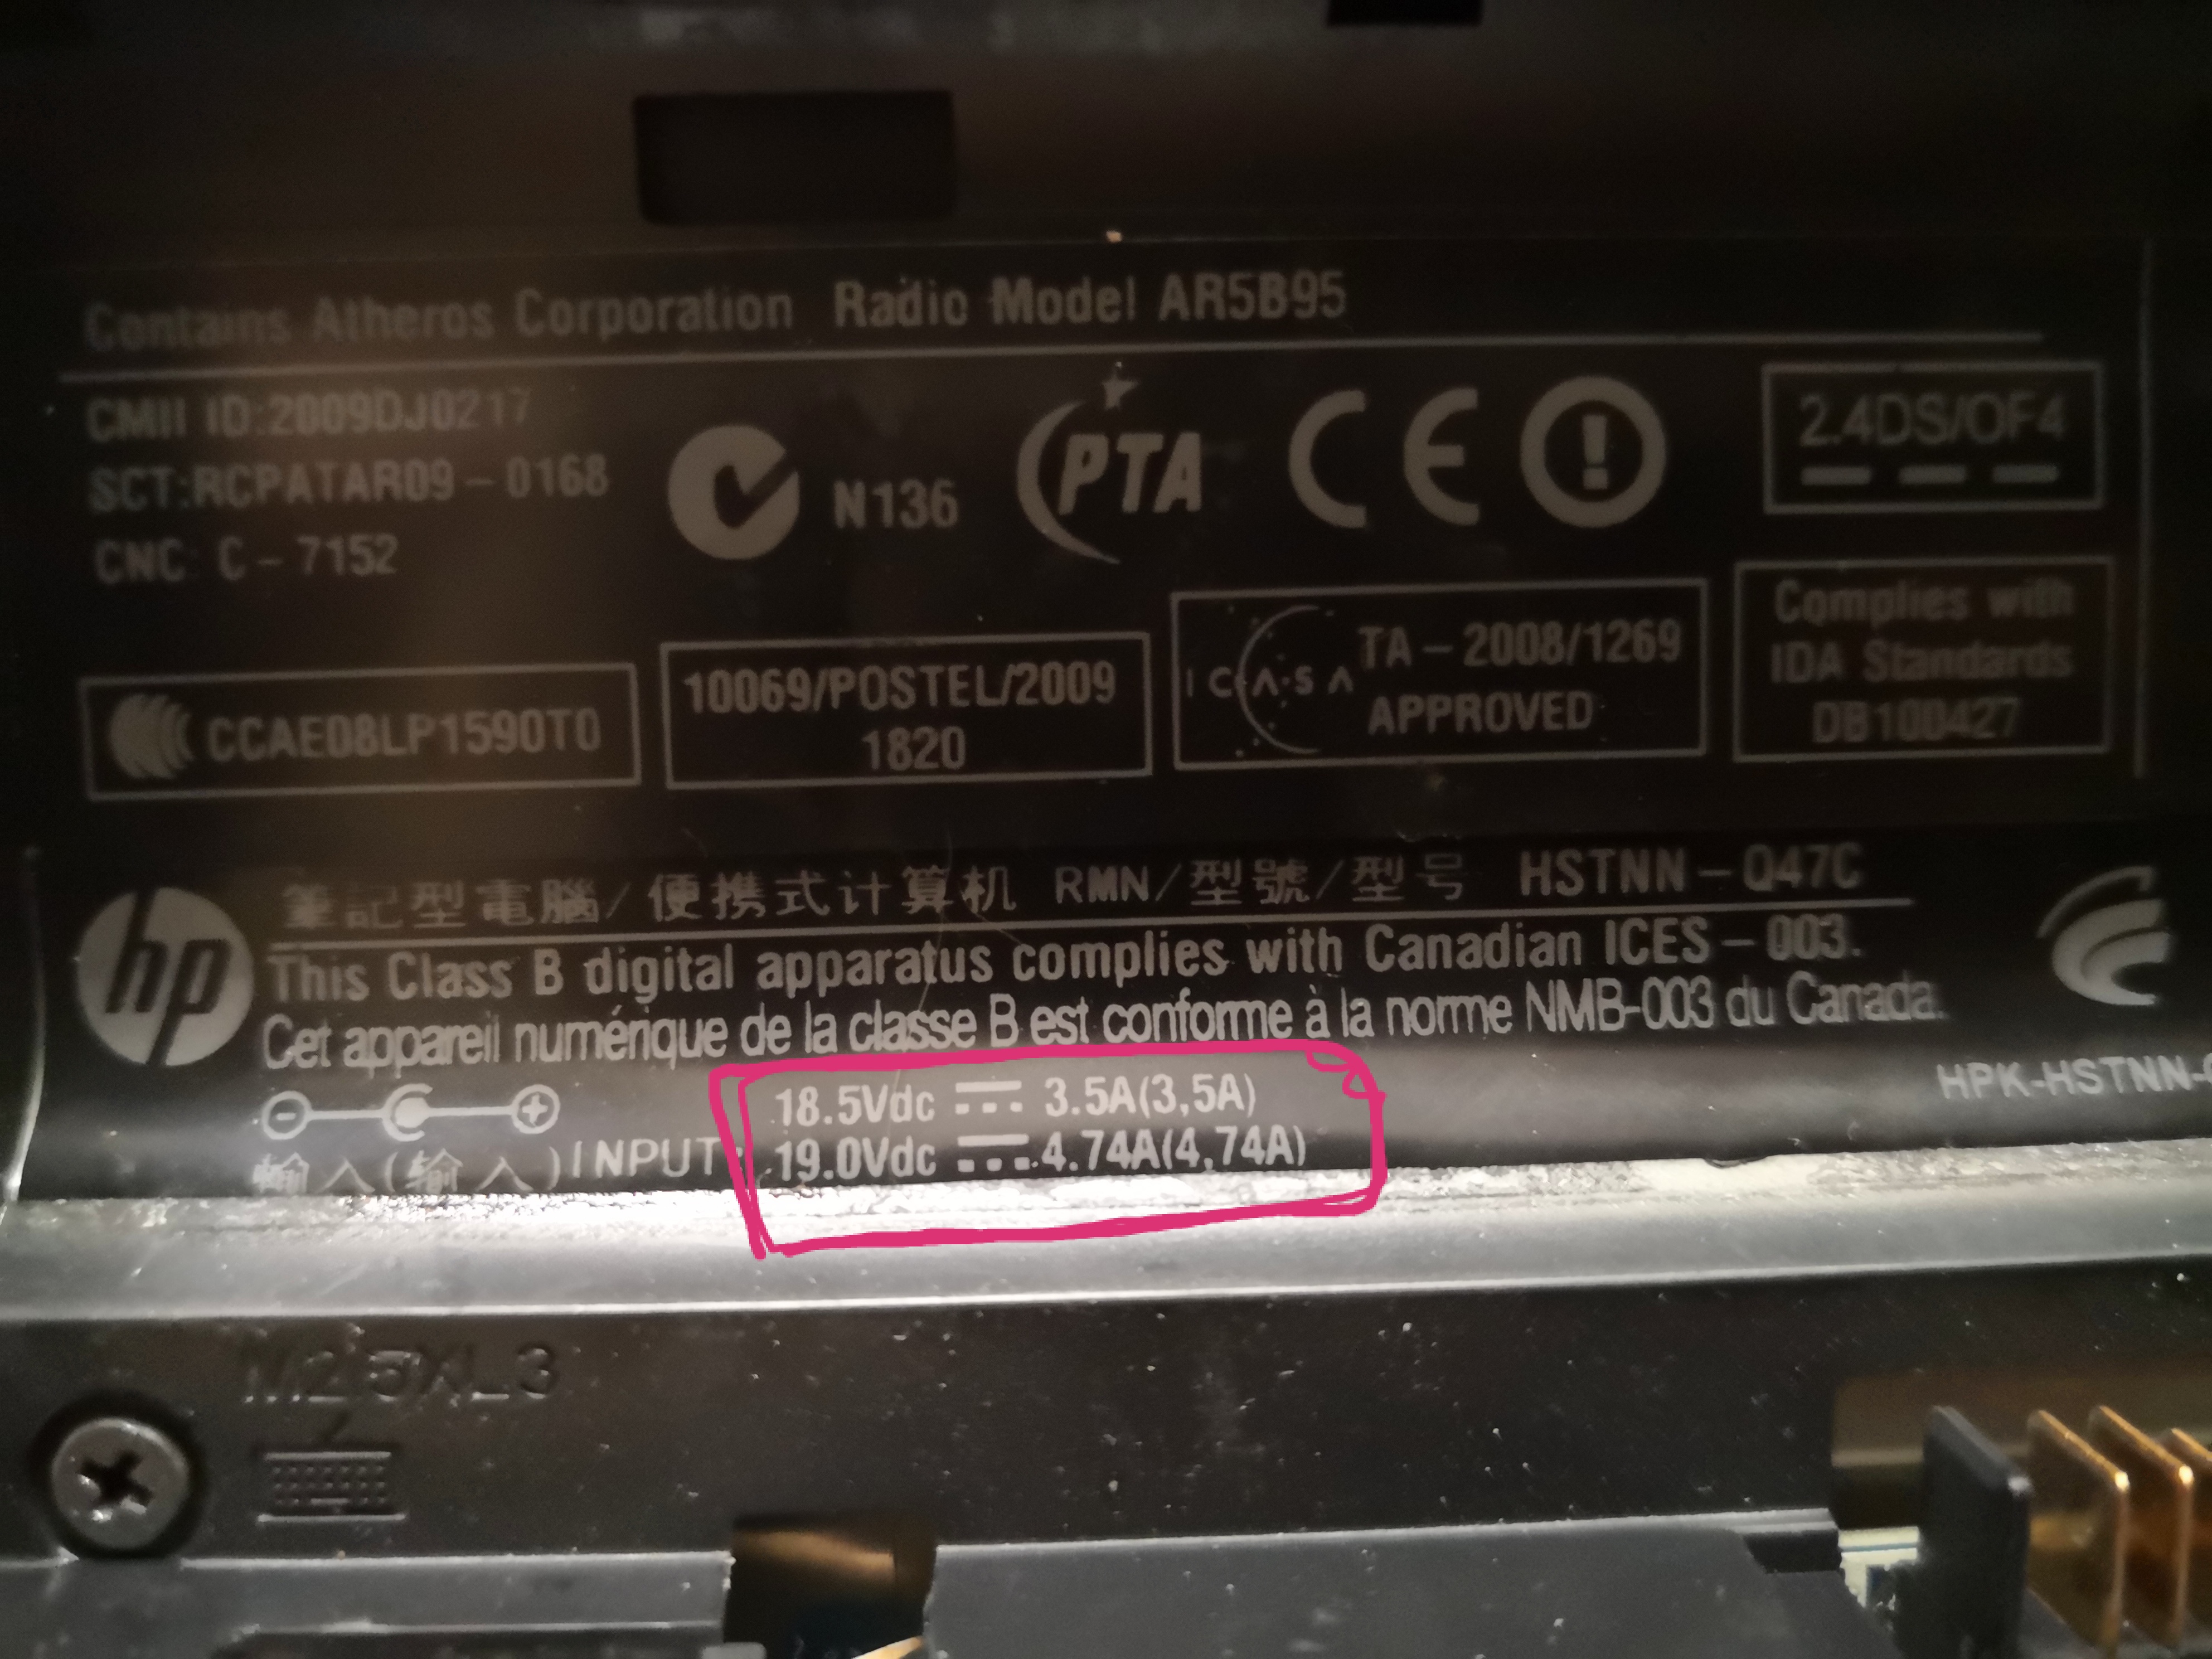 Contains Atheros Corporation Radio Model AR5B95
CMII ID:2009DJ0217
SCT:RCPATAR09-0168
CNC: C-7152
N136
PTA
CE
2.4DS/OF4
CCAE08LP1590T0
10069/POSTEL/2009
1820
ICASA
TA-2008/1269
APPROVED
Complies with
IDA Standards
DB100427
hp
筆記型電腦/便携式计算机 RMN/型號/型号 HSTNN-Q47C
This Class B digital apparatus complies with Canadian ICES-003.
Cet appareil numérique de la classe B est conforme à la norme NMB-003 du Canada.
18.5Vdc ⎓ 3.5A(3,5A)
輸入(输入)INPUT: 19.0Vdc ⎓ 4.74A(4,74A)
HPK-HSTNN-
M2.5XL3